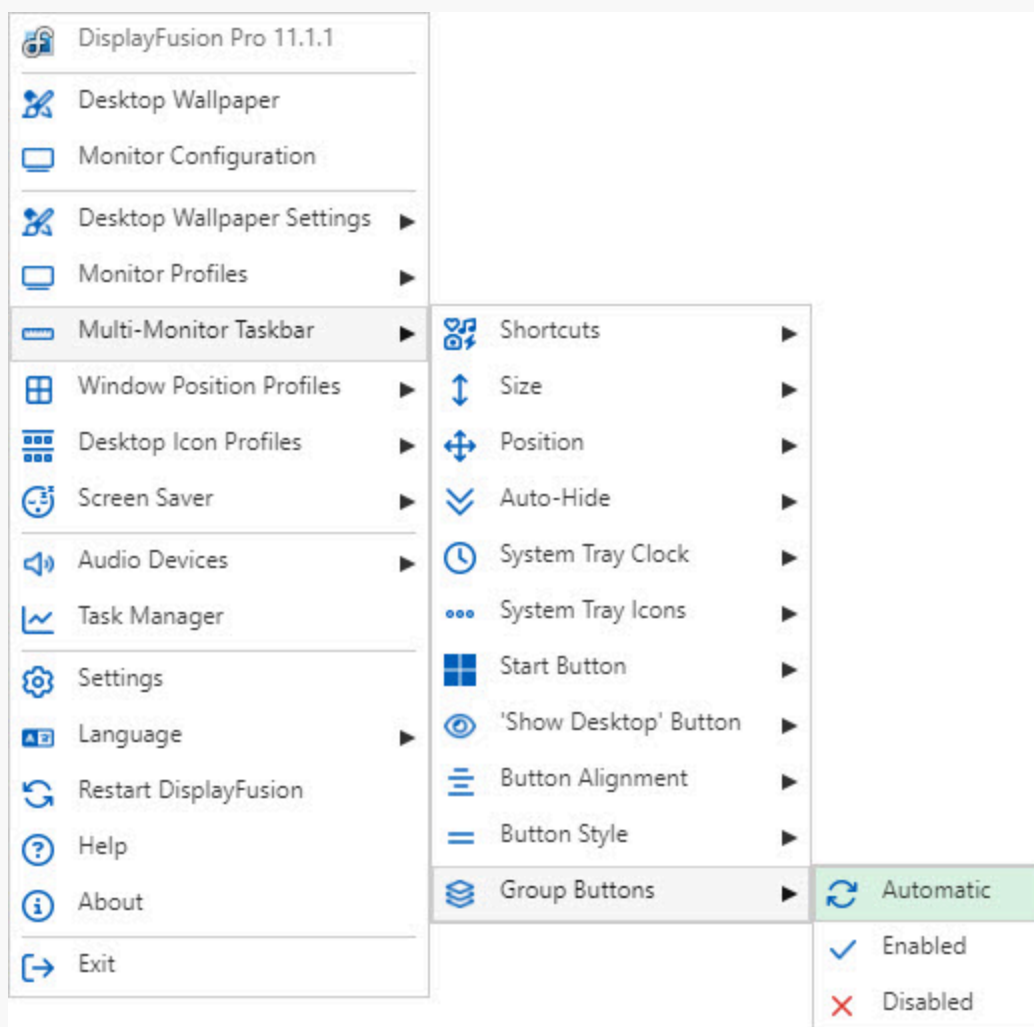 DisplayFusion Pro 11.1.1
Desktop Wallpaper
Monitor Configuration
Desktop Wallpaper Settings
Monitor Profiles
Multi-Monitor Taskbar
Window Position Profiles
Desktop Icon Profiles
Screen Saver
Audio Devices
Task Manager
Settings
Language
Restart DisplayFusion
Help
About
Exit
Shortcuts
Size
Position
Auto-Hide
System Tray Clock
System Tray Icons
Start Button
'Show Desktop' Button
Button Alignment
Button Style
Group Buttons
Automatic
Enabled
Disabled